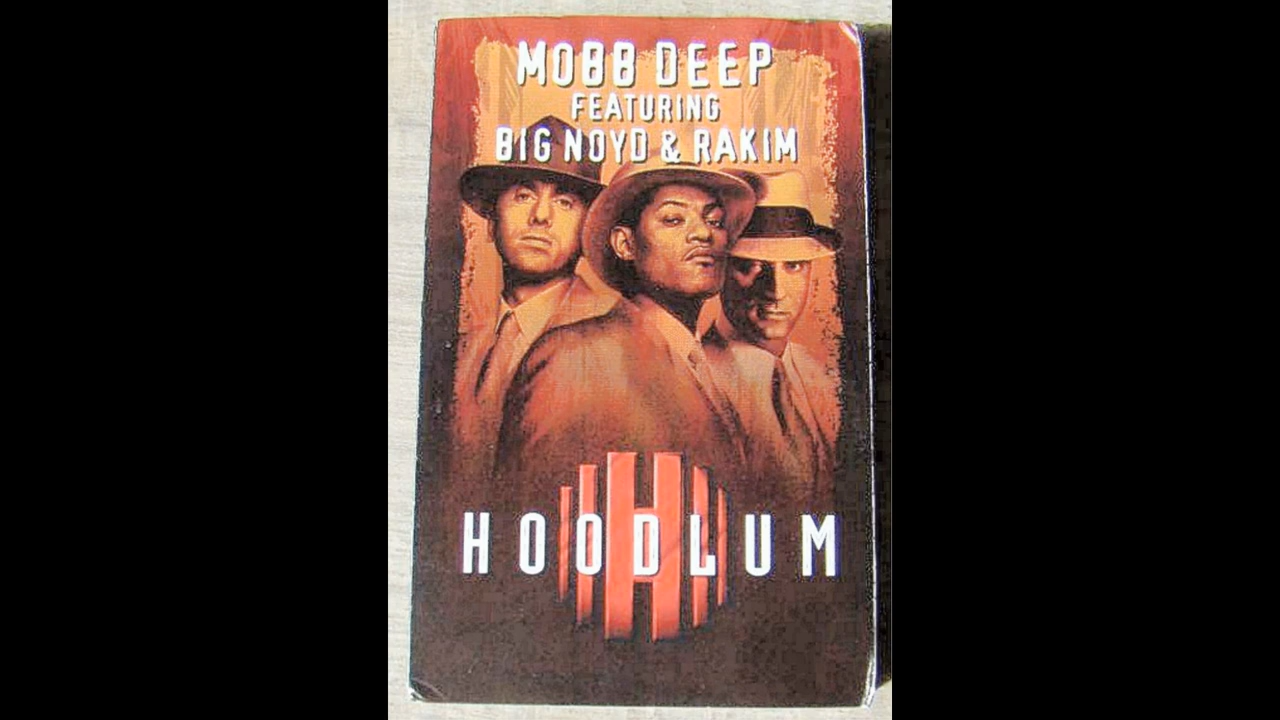 MOBB DEEP
FEATURING
BIG NOYD & RAKIM
H
HOODLUM